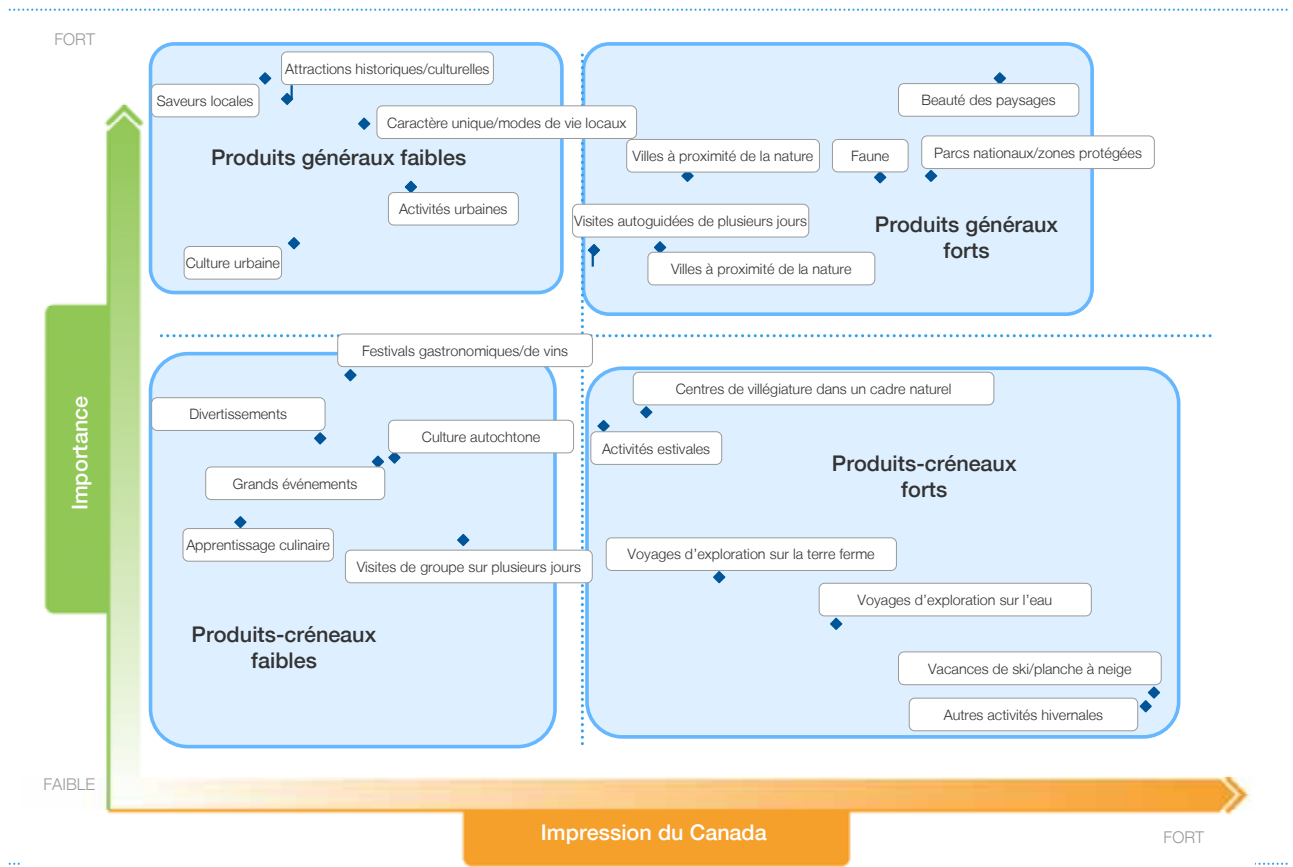 FORT
Attractions historiques/culturelles
Saveurs locales
Caractère unique/modes de vie locaux
Produits généraux faibles
Activités urbaines
Culture urbaine
Beauté des paysages
Villes à proximité de la nature
Faune
Parcs nationaux/zones protégées
Visites autoguidées de plusieurs jours
Produits généraux
forts
Villes à proximité de la nature
Importance
Festivals gastronomiques/de vins
Divertissements
Culture autochtone
Grands événements
Apprentissage culinaire
Visites de groupe sur plusieurs jours
Produits-créneaux
faibles
Centres de villégiature dans un cadre naturel
Activités estivales
Produits-créneaux
forts
Voyages d'exploration sur la terre ferme
Voyages d'exploration sur l'eau
Vacances de ski/planche à neige
Autres activités hivernales
FAIBLE
Impression du Canada
FORT